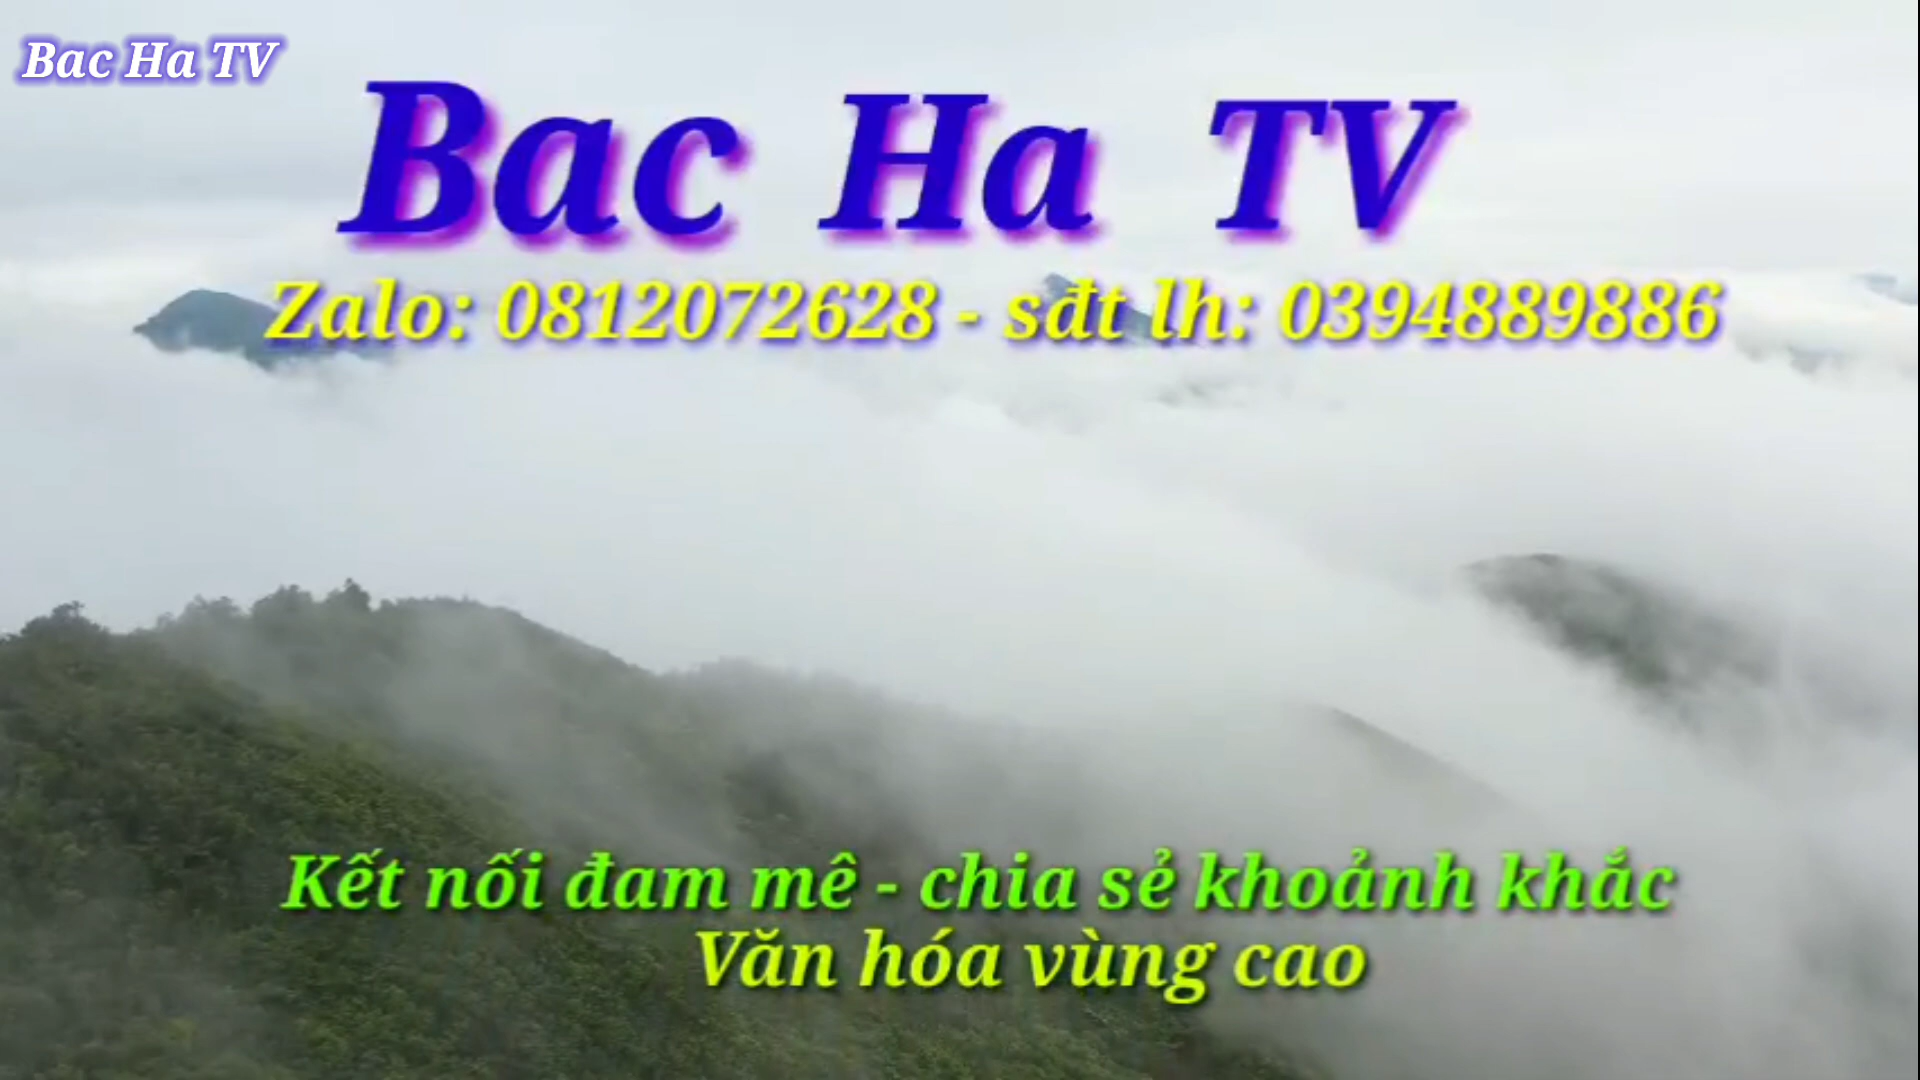 Bac Ha TV
Bac Ha TV
Zalo: 0812072628 - sđt lh: 0394889886
Kết nối đam mê - chia sẻ khoảnh khắc
Văn hóa vùng cao